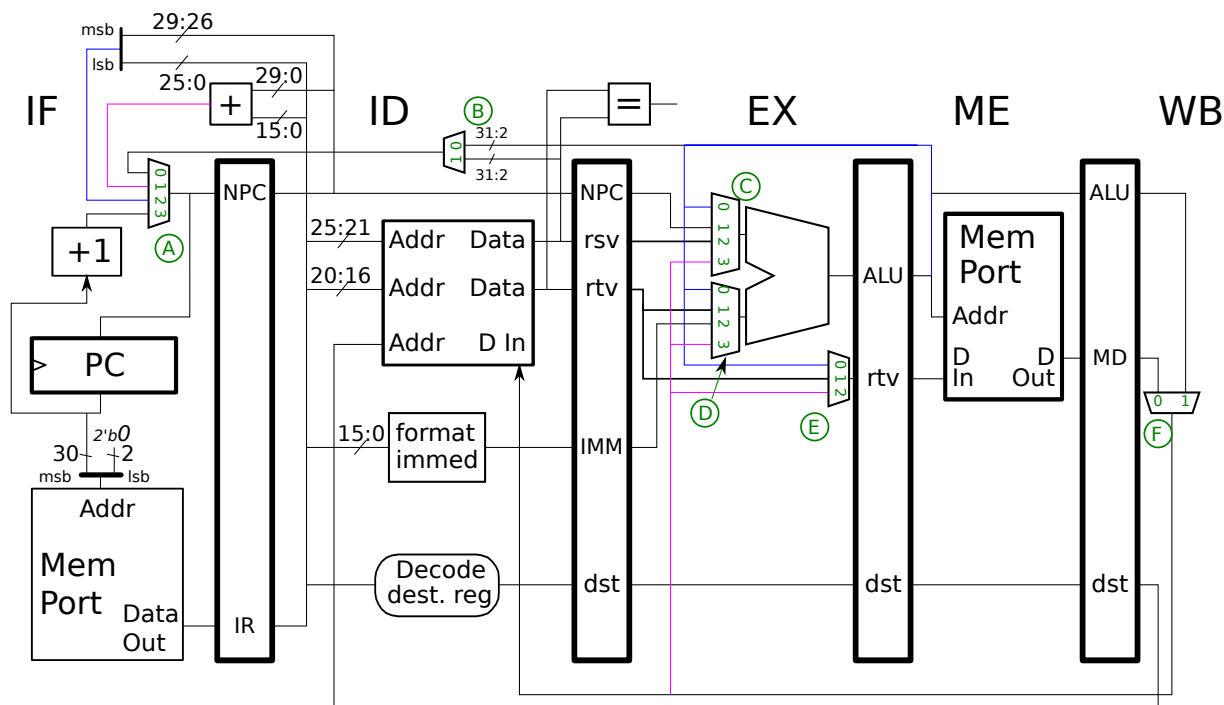 29:26
msb
lsb
25:0
29:0
+
15:0
IF
ID
EX
ME
WB
B
=
31:2
0
1
31:2
0
1
2
3
A
NPC
+1
PC
2'b0
30
2
msb
lsb
Addr
Mem
Port
Data
Out
IR
25:21
20:16
Addr
Data
Addr
Data
Addr
D In
15:0
format
immed
Decode
dest. reg
NPC
rsv
rtv
IMM
dst
C
0
1
2
3
0
1
2
3
D
0
1
2
E
ALU
rtv
dst
Mem
Port
Addr
D
In
D
Out
ALU
MD
dst
0
1
F